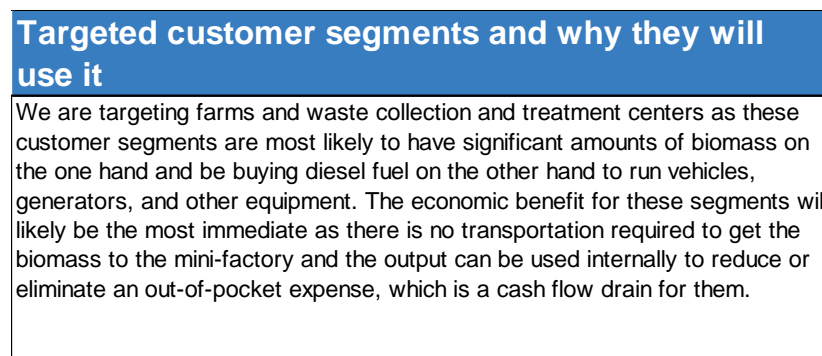 Targeted customer segments and why they will
use it
We are targeting farms and waste collection and treatment centers as these
customer segments are most likely to have significant amounts of biomass on
the one hand and be buying diesel fuel on the other hand to run vehicles,
generators, and other equipment. The economic benefit for these segments wil
likely be the most immediate as there is no transportation required to get the
biomass to the mini-factory and the output can be used internally to reduce or
eliminate an out-of-pocket expense, which is a cash flow drain for them.